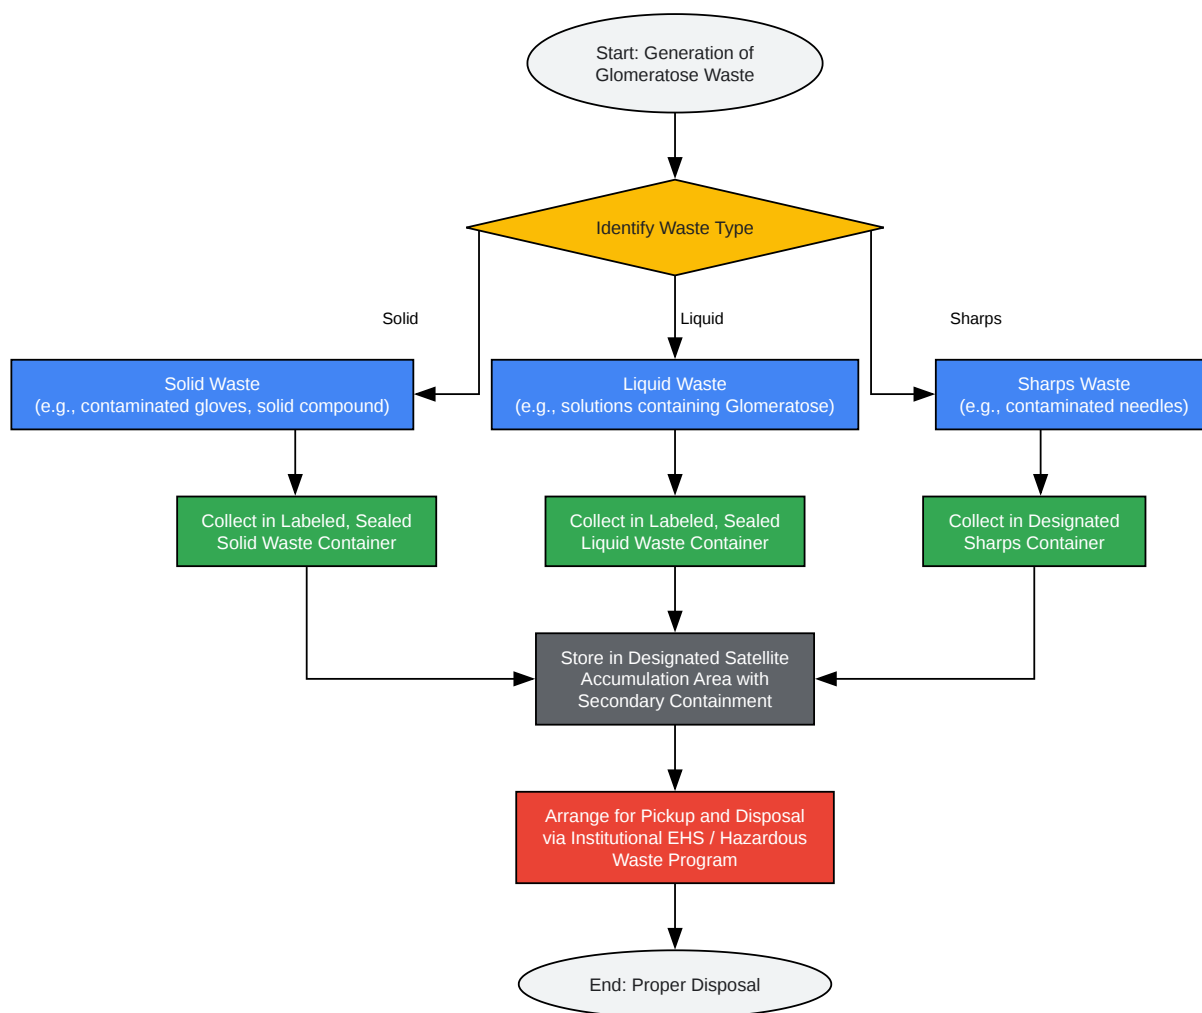 Start: Generation of
Glomeratose Waste
Identify Waste Type
Solid
Liquid
Sharps
Solid Waste
(e.g., contaminated gloves, solid compound)
Liquid Waste
(e.g., solutions containing Glomeratose)
Sharps Waste
(e.g., contaminated needles)
Collect in Labeled, Sealed
Solid Waste Container
Collect in Labeled, Sealed
Liquid Waste Container
Collect in Designated
Sharps Container
Store in Designated Satellite
Accumulation Area with
Secondary Containment
Arrange for Pickup and Disposal
via Institutional EHS / Hazardous
Waste Program
End: Proper Disposal